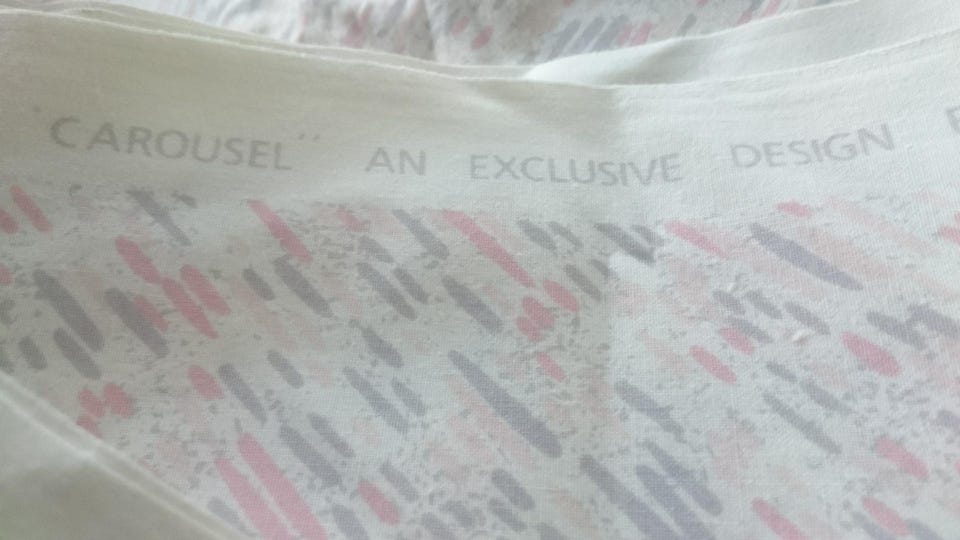 CAROUSEL" AN EXCLUSIVE DESIGN